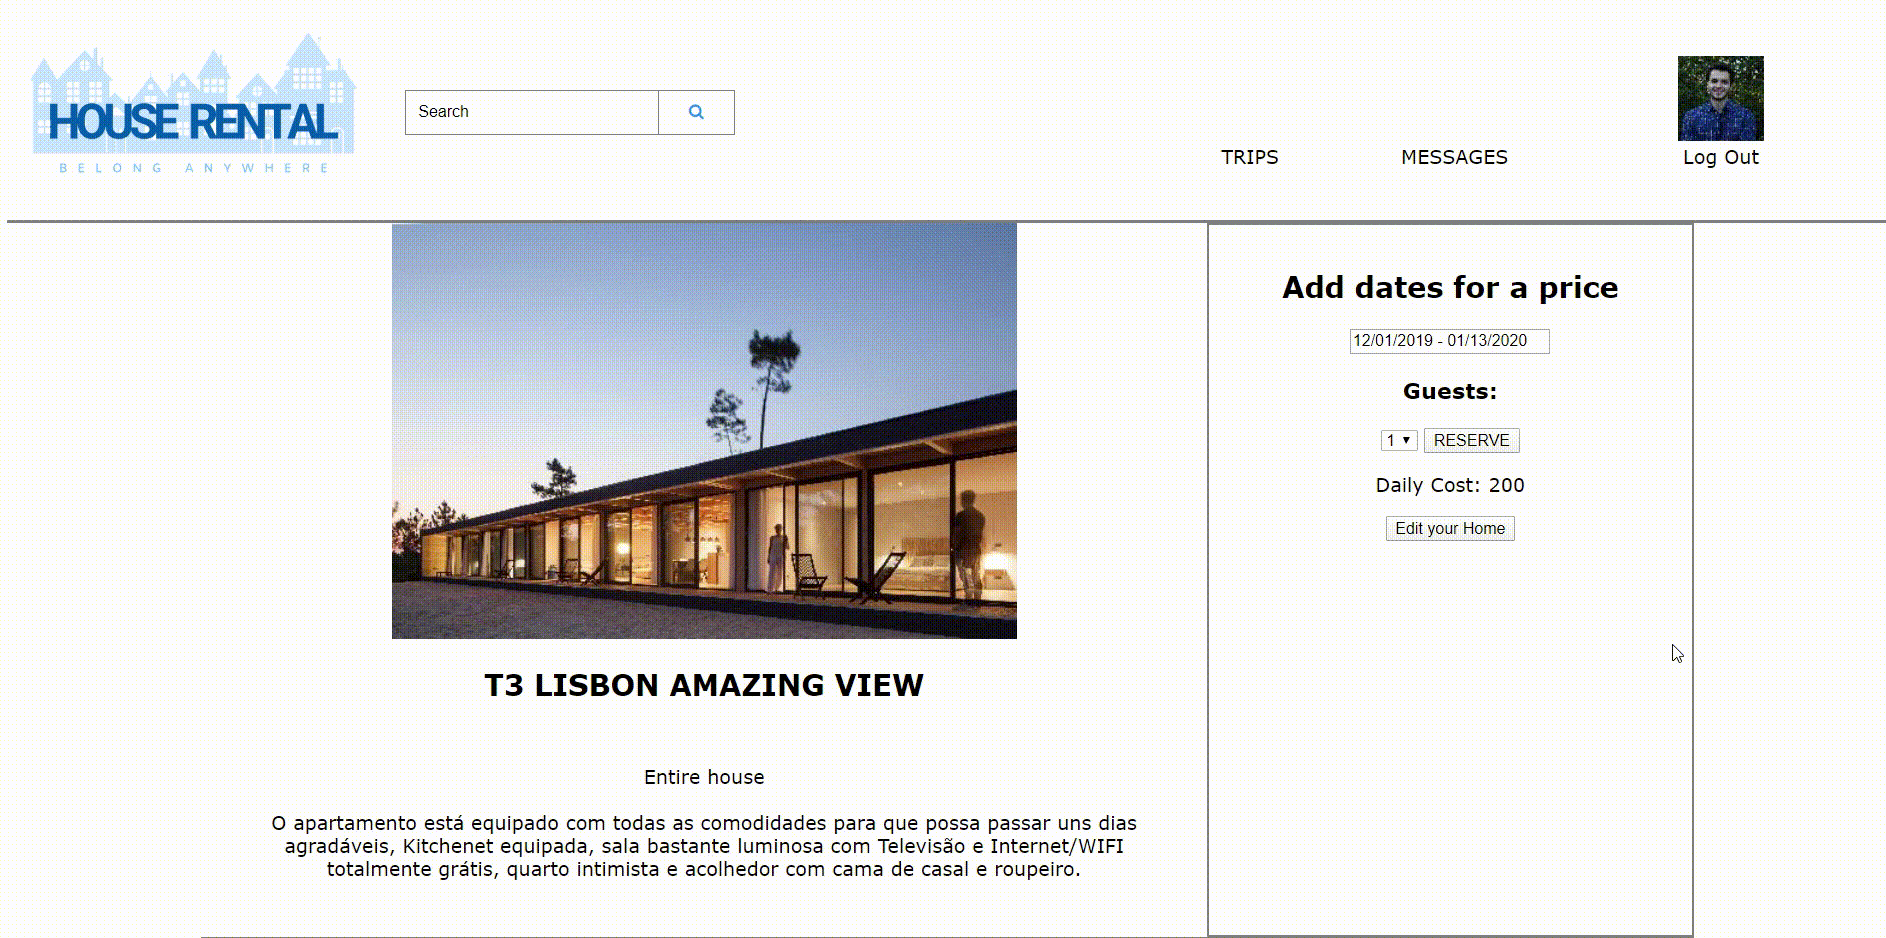 HOUSE RENTAL
BELONG ANYWHERE
Search
TRIPS
MESSAGES
Log Out
Add dates for a price
12/01/2019 - 01/13/2020
Guests:
1 RESERVE
Daily Cost: 200
Edit your Home
T3 LISBON AMAZING VIEW
Entire house
O apartamento está equipado com todas as comodidades para que possa passar uns dias
agradáveis, Kitchenet equipada, sala bastante luminosa com Televisão e Internet/WIFI
totalmente grátis, quarto intimista e acolhedor com cama de casal e roupeiro.